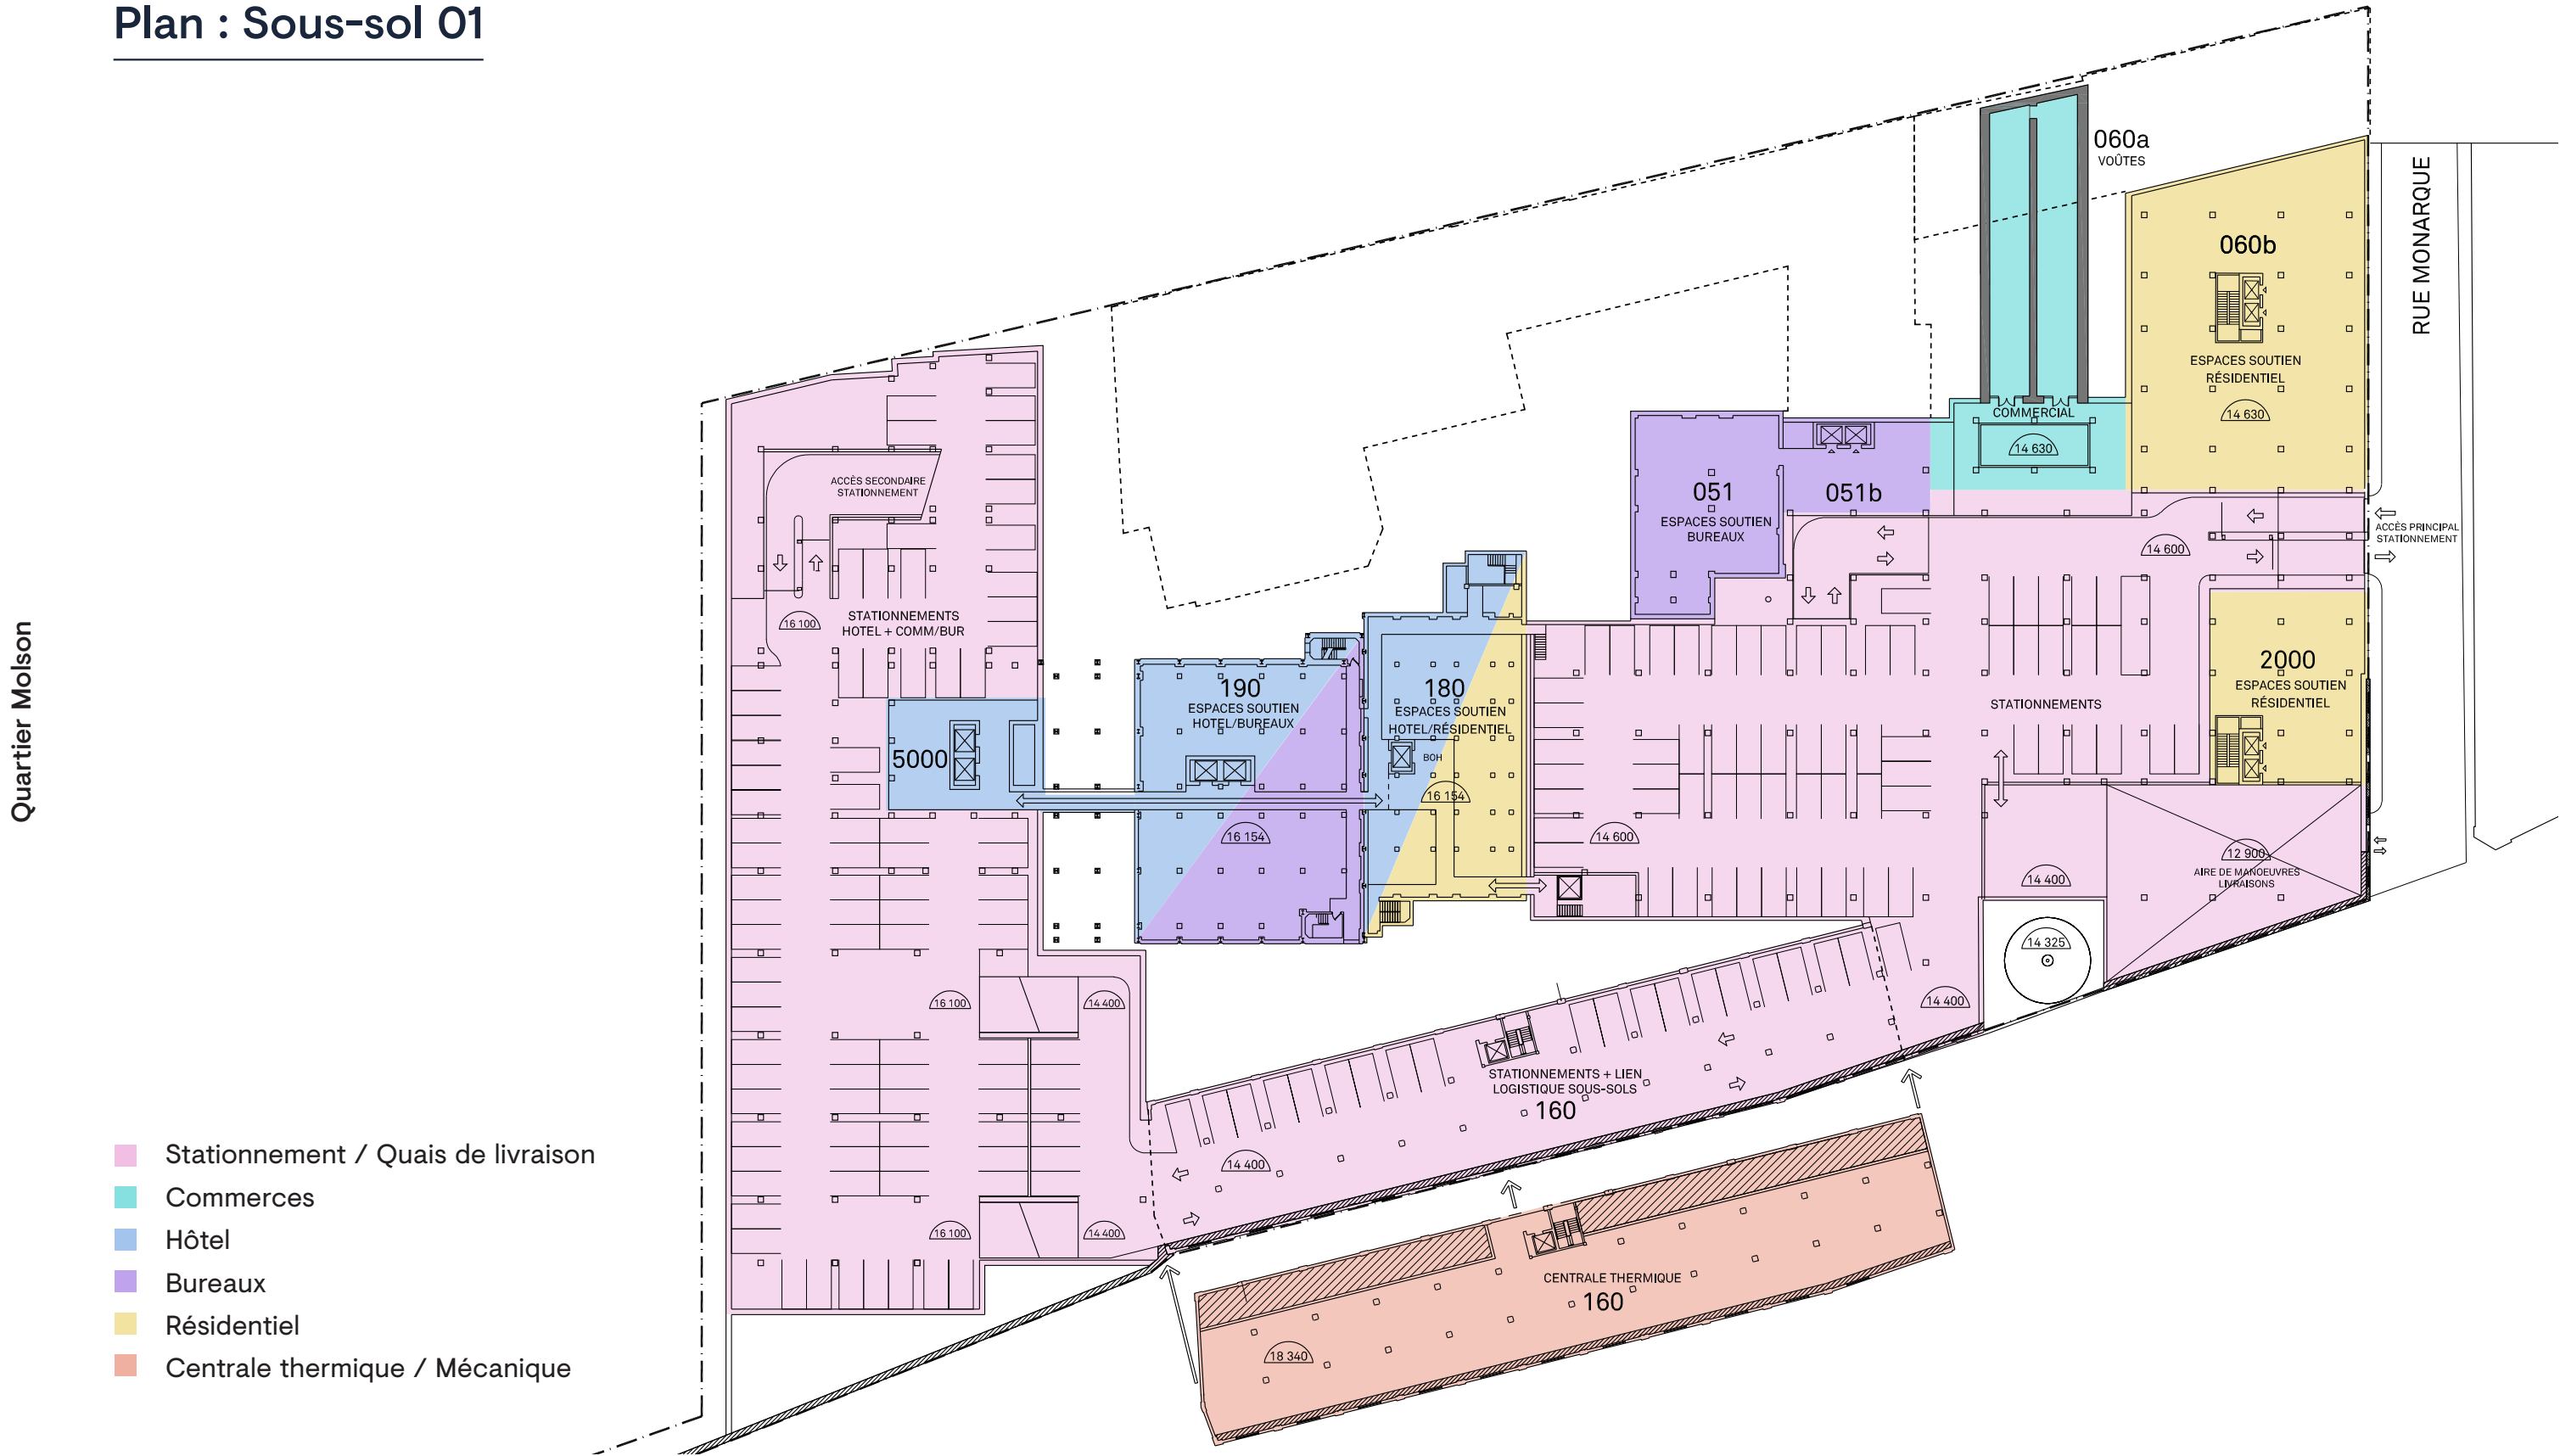 Plan : Sous-sol 01
060a
VOÛTES
RUE MONARQUE
060b
ESPACES SOUTIEN
RÉSIDENTIEL
14 630
COMMERCIAL
14 630
ACCÈS SECONDAIRE
STATIONNEMENT
051
ESPACES SOUTIEN
BUREAUX
051b
ACCÈS PRINCIPAL
STATIONNEMENT
14 600
16 100
STATIONNEMENTS
HOTEL + COMM/BUR
Quartier Molson
190
ESPACES SOUTIEN
HOTEL/BUREAUX
180
ESPACES SOUTIEN
HOTEL/RÉSIDENTIEL
BOH
STATIONNEMENTS
2000
ESPACES SOUTIEN
RÉSIDENTIEL
5000
16 154
16 154
14 600
12 900
AIRE DE MANOEUVRES
LIVRAISONS
14 400
14 325
16 100
14 400
14 400
STATIONNEMENTS + LIEN
LOGISTIQUE SOUS-SOLS
160
14 400
16 100
14 400
CENTRALE THERMIQUE
160
18 340
Stationnement / Quais de livraison
Commerces
Hôtel
Bureaux
Résidentiel
Centrale thermique / Mécanique